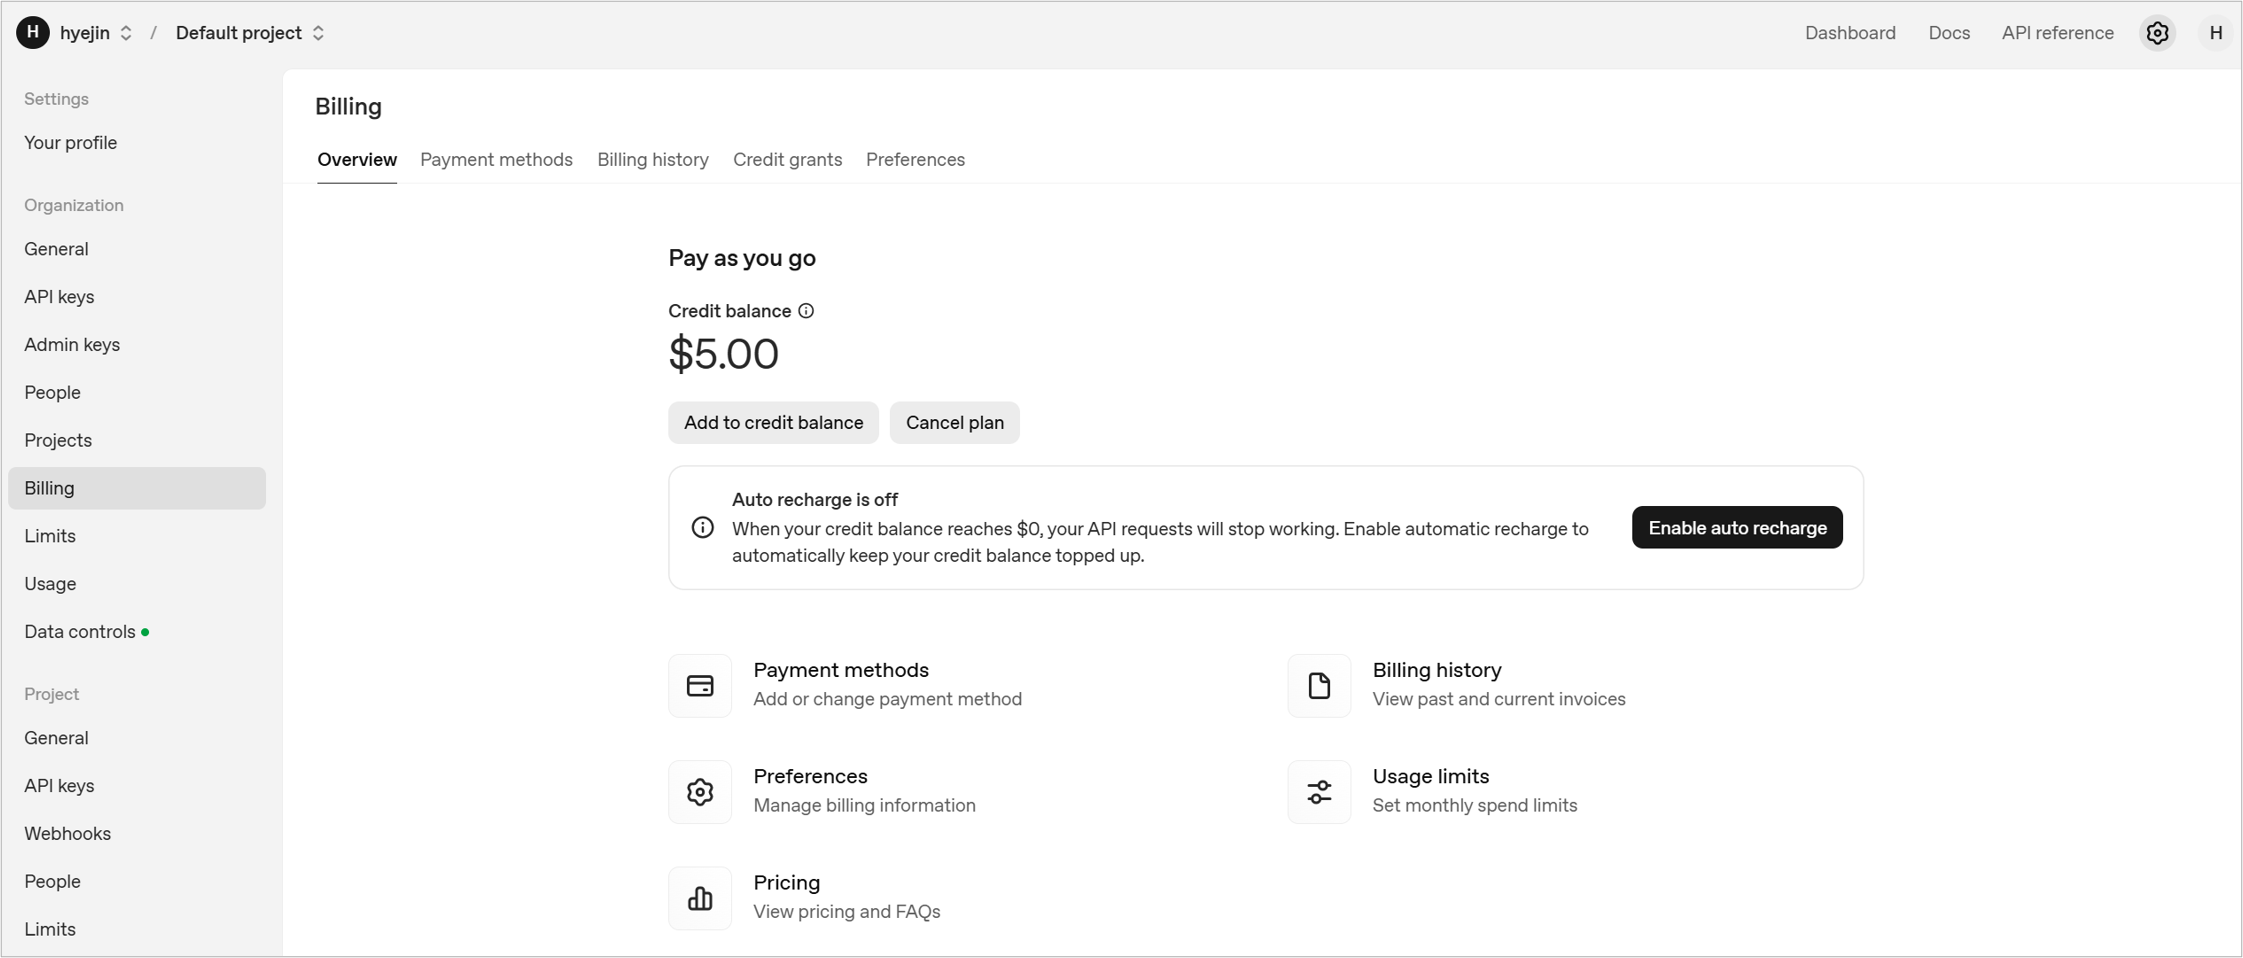 H hyejin / Default project
Dashboard Docs API reference H
Settings
Your profile
Organization
General
API keys
Admin keys
People
Projects
Billing
Limits
Usage
Data controls
Project
General
API keys
Webhooks
People
Limits
Billing
Overview Payment methods Billing history Credit grants Preferences
Pay as you go
Credit balance
$5.00
Add to credit balance Cancel plan
Auto recharge is off
When your credit balance reaches $0, your API requests will stop working. Enable automatic recharge to
automatically keep your credit balance topped up.
Enable auto recharge
Payment methods
Add or change payment method
Billing history
View past and current invoices
Preferences
Manage billing information
Usage limits
Set monthly spend limits
Pricing
View pricing and FAQs